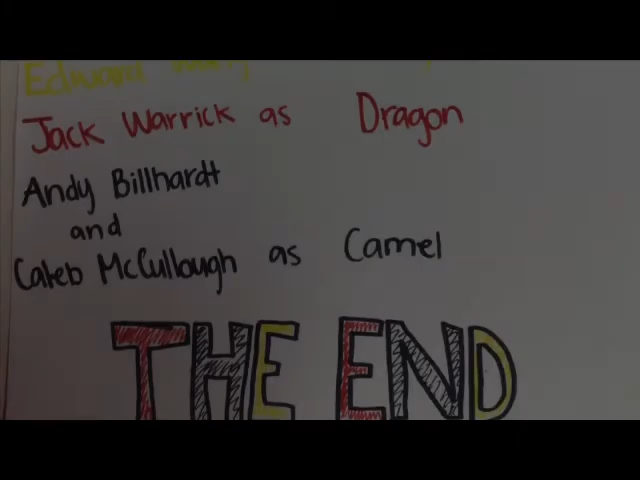 Jack Warrick as Dragon
Andy Billhardt
and
Caleb McCullough as Camel
THE END